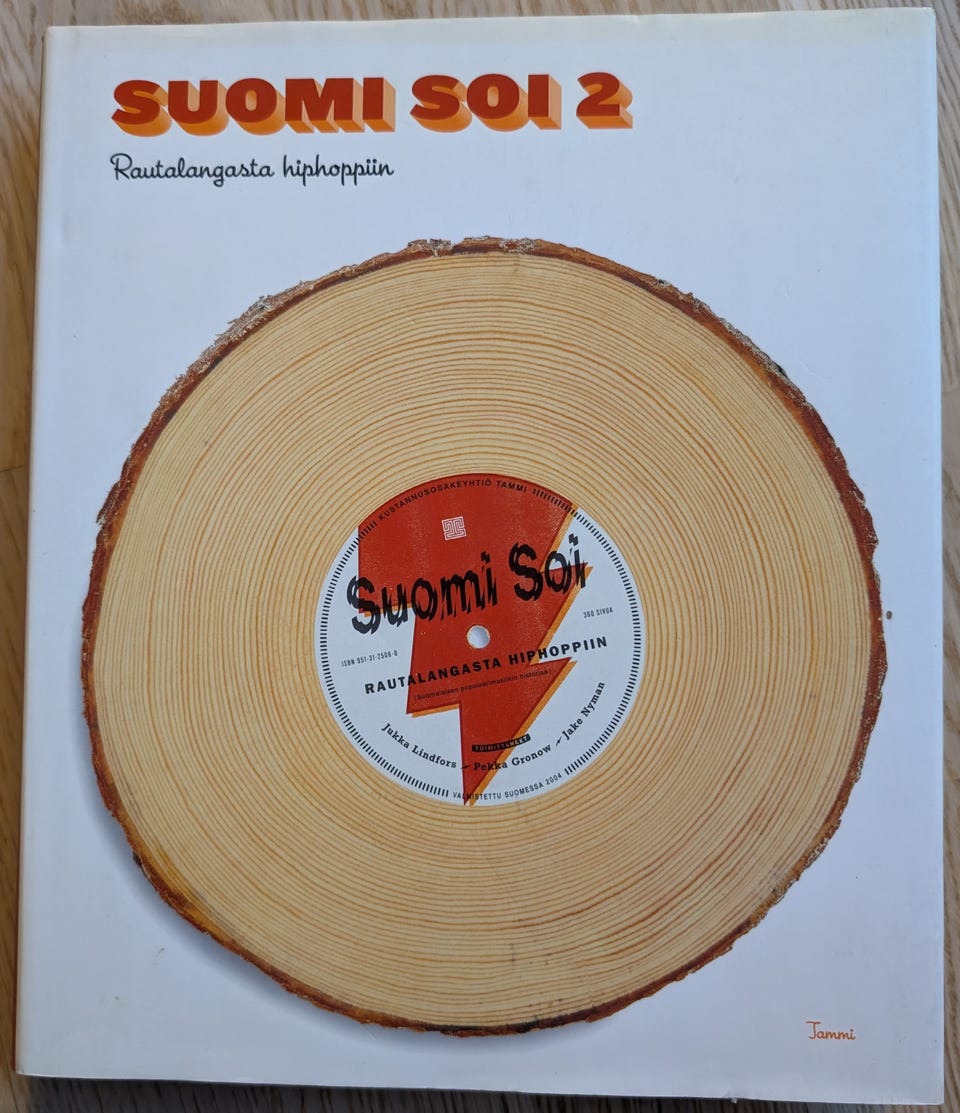 SUOMI SOI 2
Rautalangasta hiphoppiin
KUSTANNUSOSAKEYHTIÖ TAMMI
Suomi Soi
360 SIVUA
ISBN 951-31-2506-8
RAUTALANGASTA HIPHOPPIIN
(Suomalaisen populaarimusiikin historiaa)
TOIMITTANEET
Jukka Lindfors – Pekka Gronow – Jake Nyman
VALMISTETTU SUOMESSA 2004
Tammi